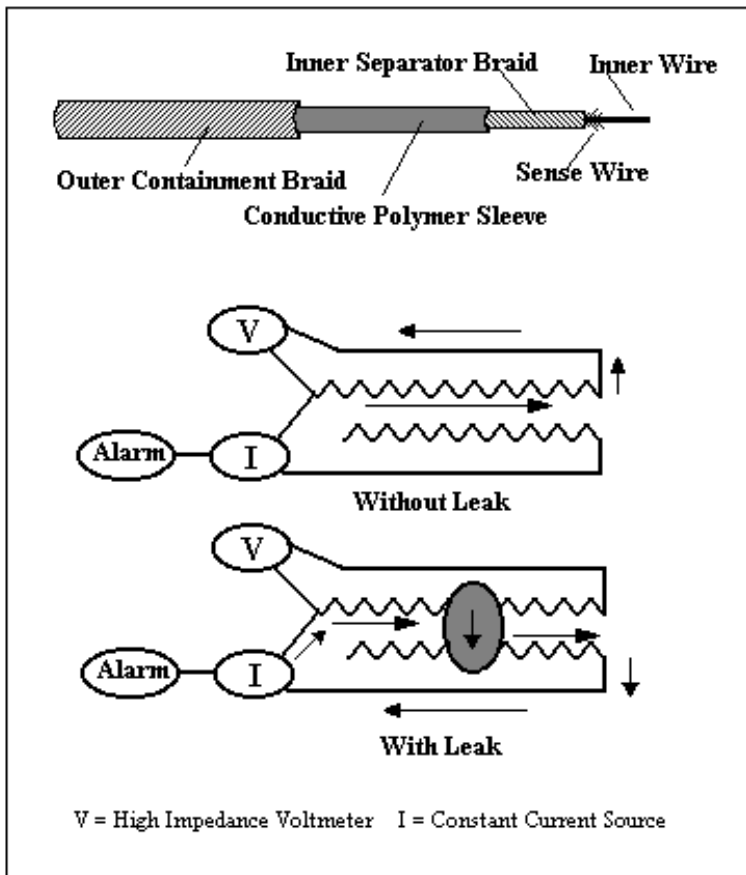 Inner Separator Braid
Inner Wire
Outer Containment Braid
Sense Wire
Conductive Polymer Sleeve
V
Alarm
I
Without Leak
V
Alarm
I
With Leak
V = High Impedance Voltmeter I = Constant Current Source